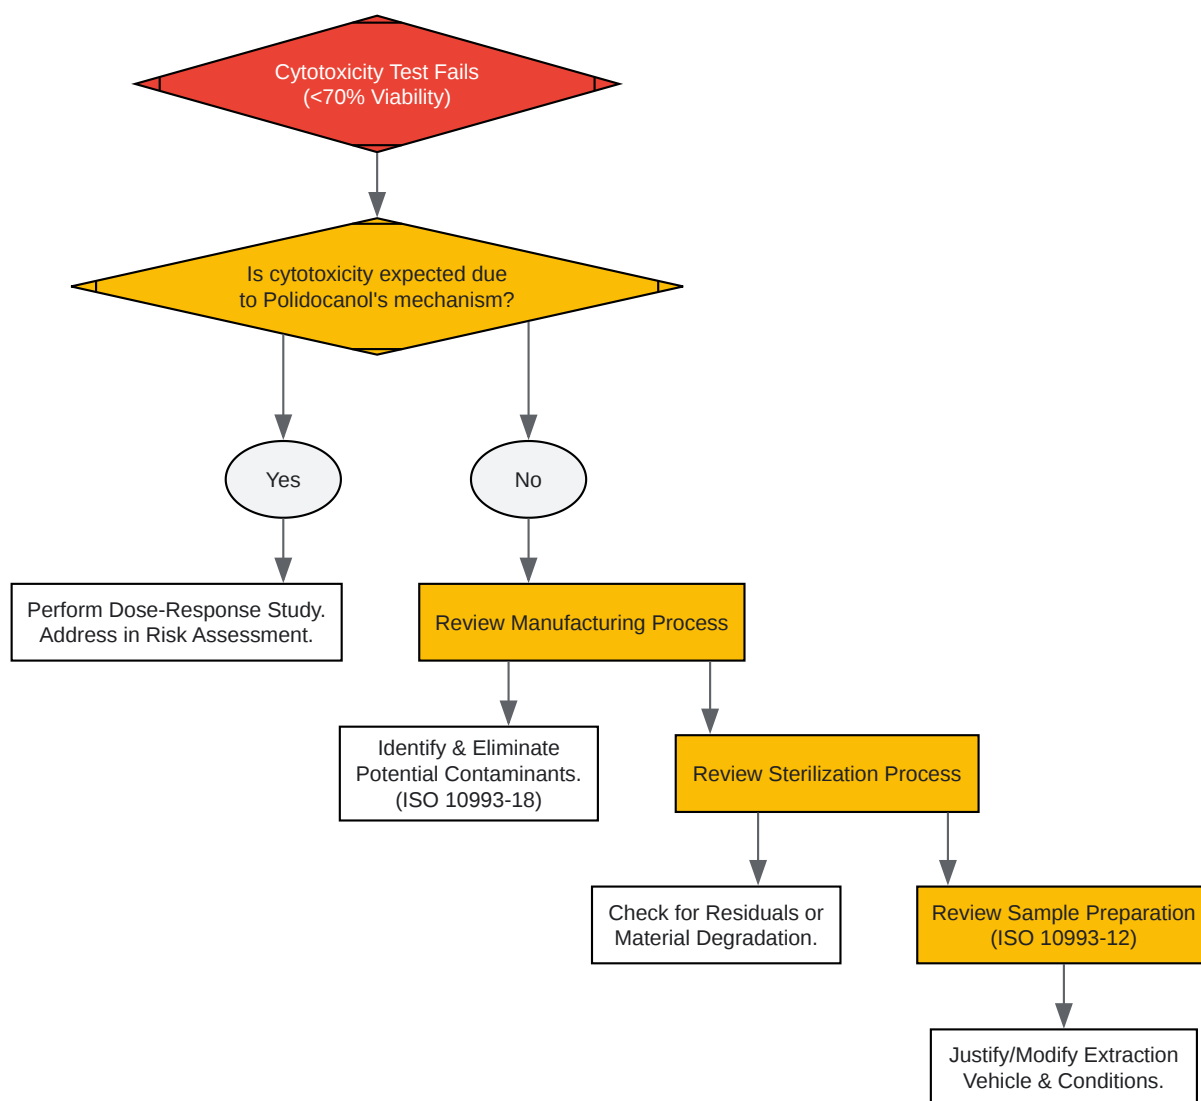 Cytotoxicity Test Fails
(<70% Viability)
Is cytotoxicity expected due
to Polidocanol's mechanism?
Yes
No
Perform Dose-Response Study.
Address in Risk Assessment.
Review Manufacturing Process
Identify & Eliminate
Potential Contaminants.
(ISO 10993-18)
Review Sterilization Process
Check for Residuals or
Material Degradation.
Review Sample Preparation
(ISO 10993-12)
Justify/Modify Extraction
Vehicle & Conditions.